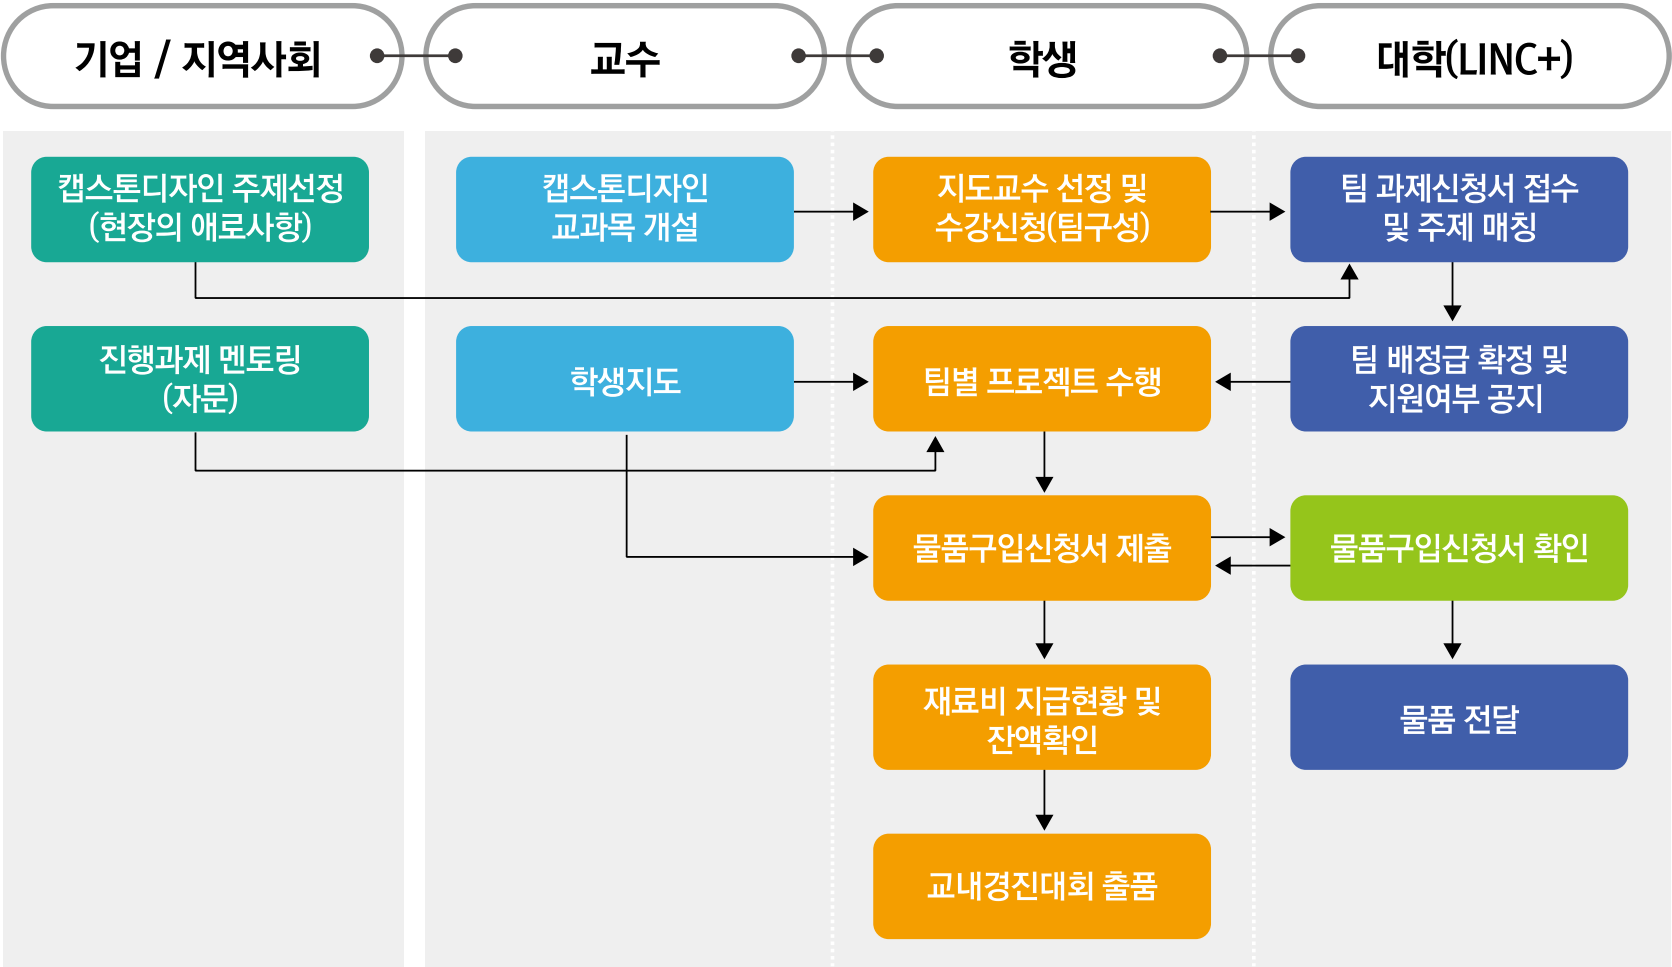 기업 / 지역사회
교수
학생
대학(LINC+)
캡스톤디자인 주제선정
(현장의 애로사항)
캡스톤디자인
교과목 개설
지도교수 선정 및
수강신청(팀구성)
팀 과제신청서 접수
및 주제 매칭
진행과제 멘토링
(자문)
학생지도
팀별 프로젝트 수행
팀 배정급 확정 및
지원여부 공지
물품구입신청서 제출
물품구입신청서 확인
재료비 지급현황 및
잔액확인
물품 전달
교내경진대회 출품